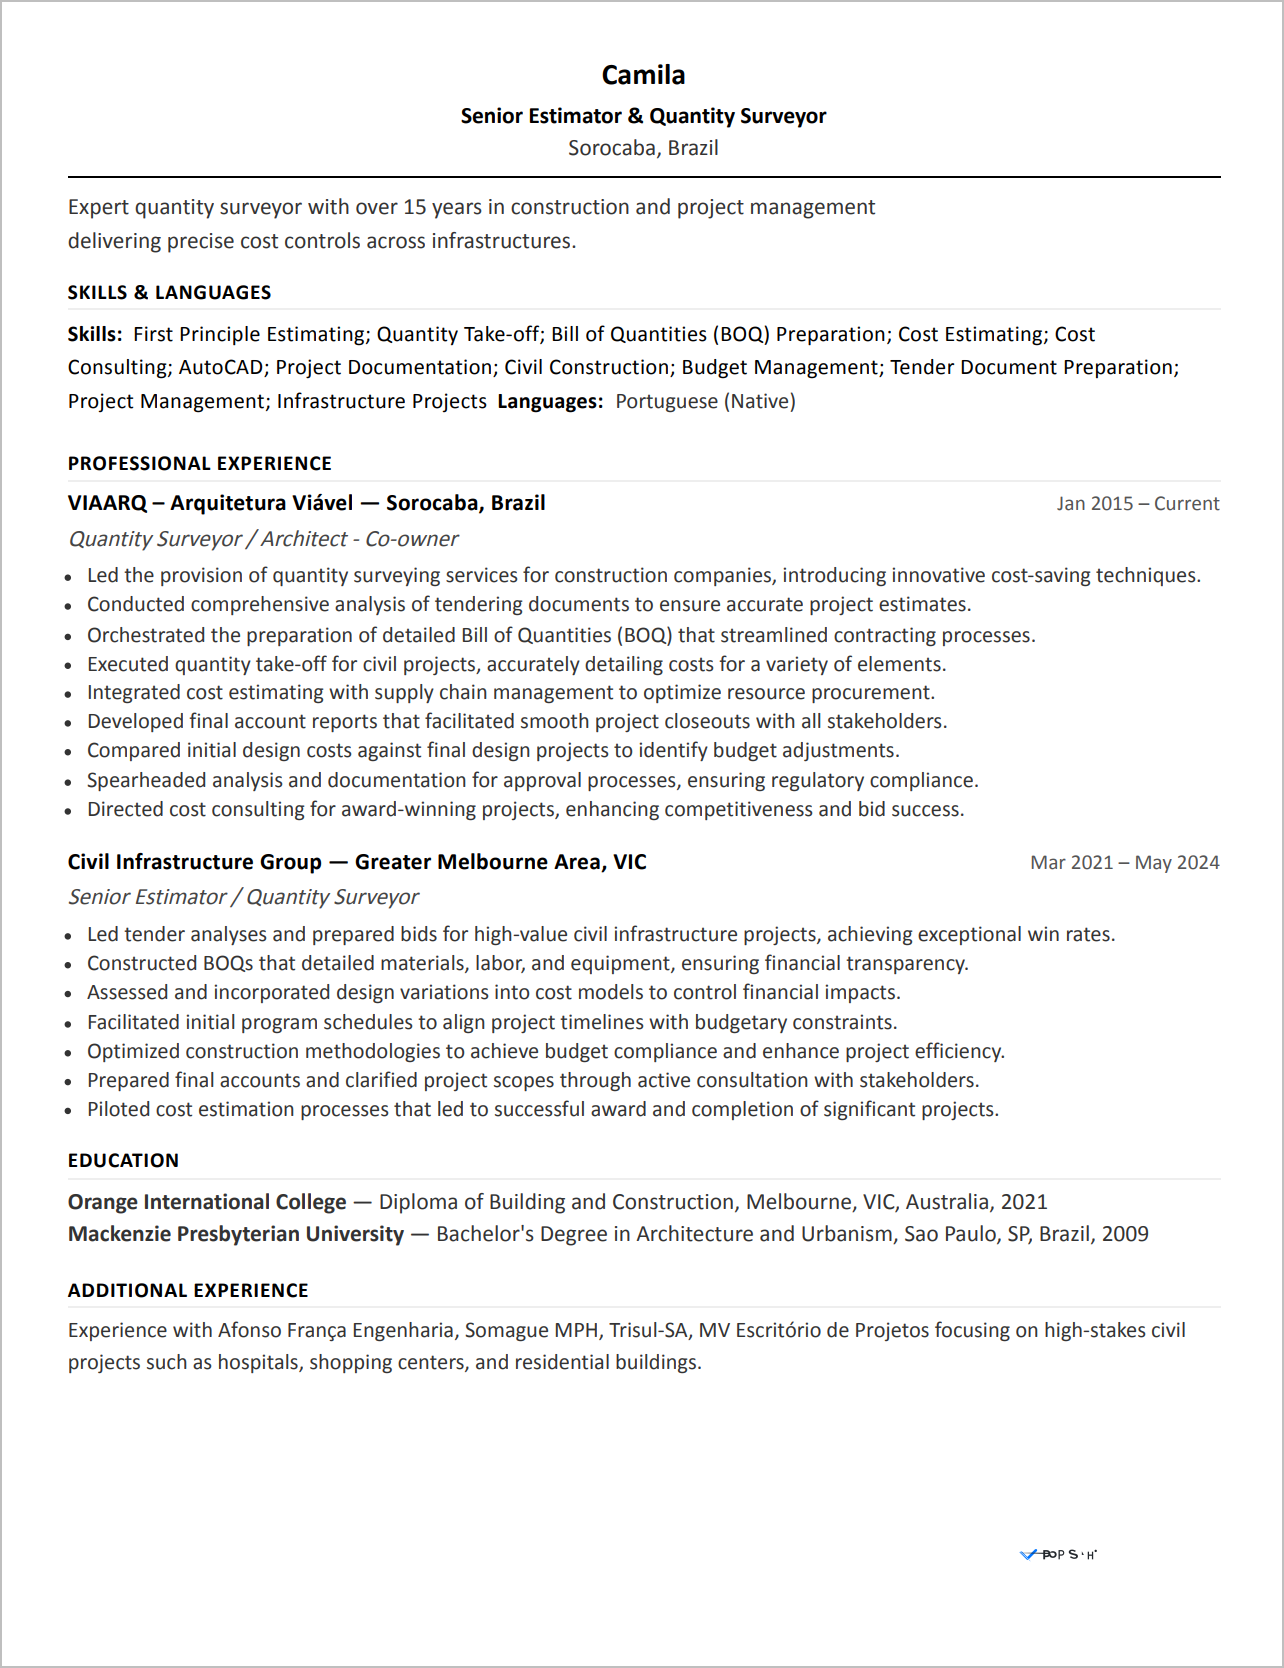 Camila
Senior Estimator & Quantity Surveyor
Sorocaba, Brazil
Expert quantity surveyor with over 15 years in construction and project management
delivering precise cost controls across infrastructures.
SKILLS & LANGUAGES
Skills: First Principle Estimating; Quantity Take-off; Bill of Quantities (BOQ) Preparation; Cost Estimating; Cost
Consulting; AutoCAD; Project Documentation; Civil Construction; Budget Management; Tender Document Preparation;
Project Management; Infrastructure Projects Languages: Portuguese (Native)
PROFESSIONAL EXPERIENCE
VIAARQ – Arquitetura Viável — Sorocaba, Brazil Jan 2015 – Current
Quantity Surveyor / Architect - Co-owner
• Led the provision of quantity surveying services for construction companies, introducing innovative cost-saving techniques.
• Conducted comprehensive analysis of tendering documents to ensure accurate project estimates.
• Orchestrated the preparation of detailed Bill of Quantities (BOQ) that streamlined contracting processes.
• Executed quantity take-off for civil projects, accurately detailing costs for a variety of elements.
• Integrated cost estimating with supply chain management to optimize resource procurement.
• Developed final account reports that facilitated smooth project closeouts with all stakeholders.
• Compared initial design costs against final design projects to identify budget adjustments.
• Spearheaded analysis and documentation for approval processes, ensuring regulatory compliance.
• Directed cost consulting for award-winning projects, enhancing competitiveness and bid success.
Civil Infrastructure Group — Greater Melbourne Area, VIC Mar 2021 – May 2024
Senior Estimator / Quantity Surveyor
• Led tender analyses and prepared bids for high-value civil infrastructure projects, achieving exceptional win rates.
• Constructed BOQs that detailed materials, labor, and equipment, ensuring financial transparency.
• Assessed and incorporated design variations into cost models to control financial impacts.
• Facilitated initial program schedules to align project timelines with budgetary constraints.
• Optimized construction methodologies to achieve budget compliance and enhance project efficiency.
• Prepared final accounts and clarified project scopes through active consultation with stakeholders.
• Piloted cost estimation processes that led to successful award and completion of significant projects.
EDUCATION
Orange International College — Diploma of Building and Construction, Melbourne, VIC, Australia, 2021
Mackenzie Presbyterian University — Bachelor's Degree in Architecture and Urbanism, Sao Paulo, SP, Brazil, 2009
ADDITIONAL EXPERIENCE
Experience with Afonso França Engenharia, Somague MPH, Trisul-SA, MV Escritório de Projetos focusing on high-stakes civil
projects such as hospitals, shopping centers, and residential buildings.